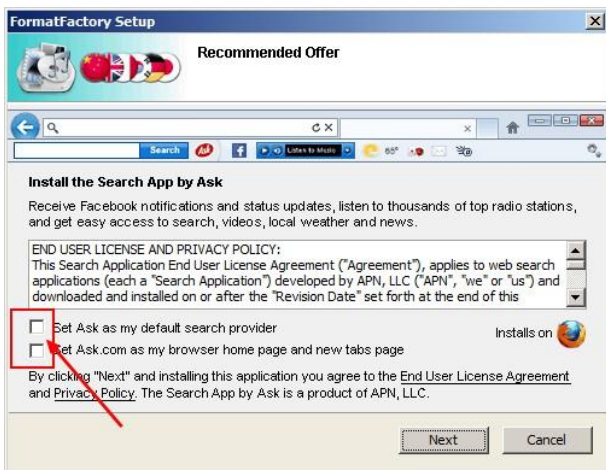 FormatFactory Setup
Recommended Offer
Search
Ask
Listen to Music
65°
Install the Search App by Ask
Receive Facebook notifications and status updates, listen to thousands of top radio stations,
and get easy access to search, videos, local weather and news.
END USER LICENSE AND PRIVACY POLICY:
This Search Application End User License Agreement ("Agreement"), applies to web search
applications (each a "Search Application") developed by APN, LLC ("APN", "we" or "us") and
downloaded and installed on or after the "Revision Date" set forth at the end of this
Set Ask as my default search provider
Installs on
Set Ask.com as my browser home page and new tabs page
By clicking "Next" and installing this application you agree to the End User License Agreement
and Privacy Policy. The Search App by Ask is a product of APN, LLC.
Next
Cancel